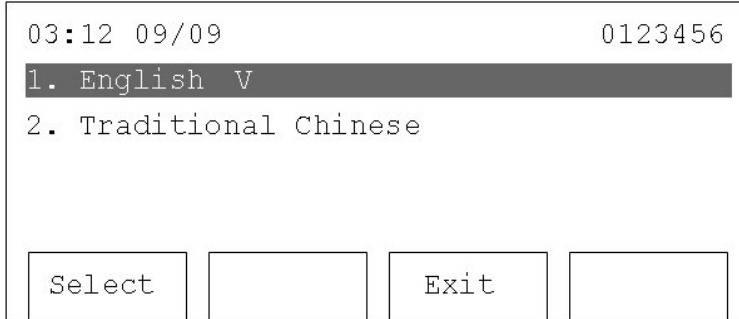 03:12 09/09 0123456
1. English V
2. Traditional Chinese
Select Exit